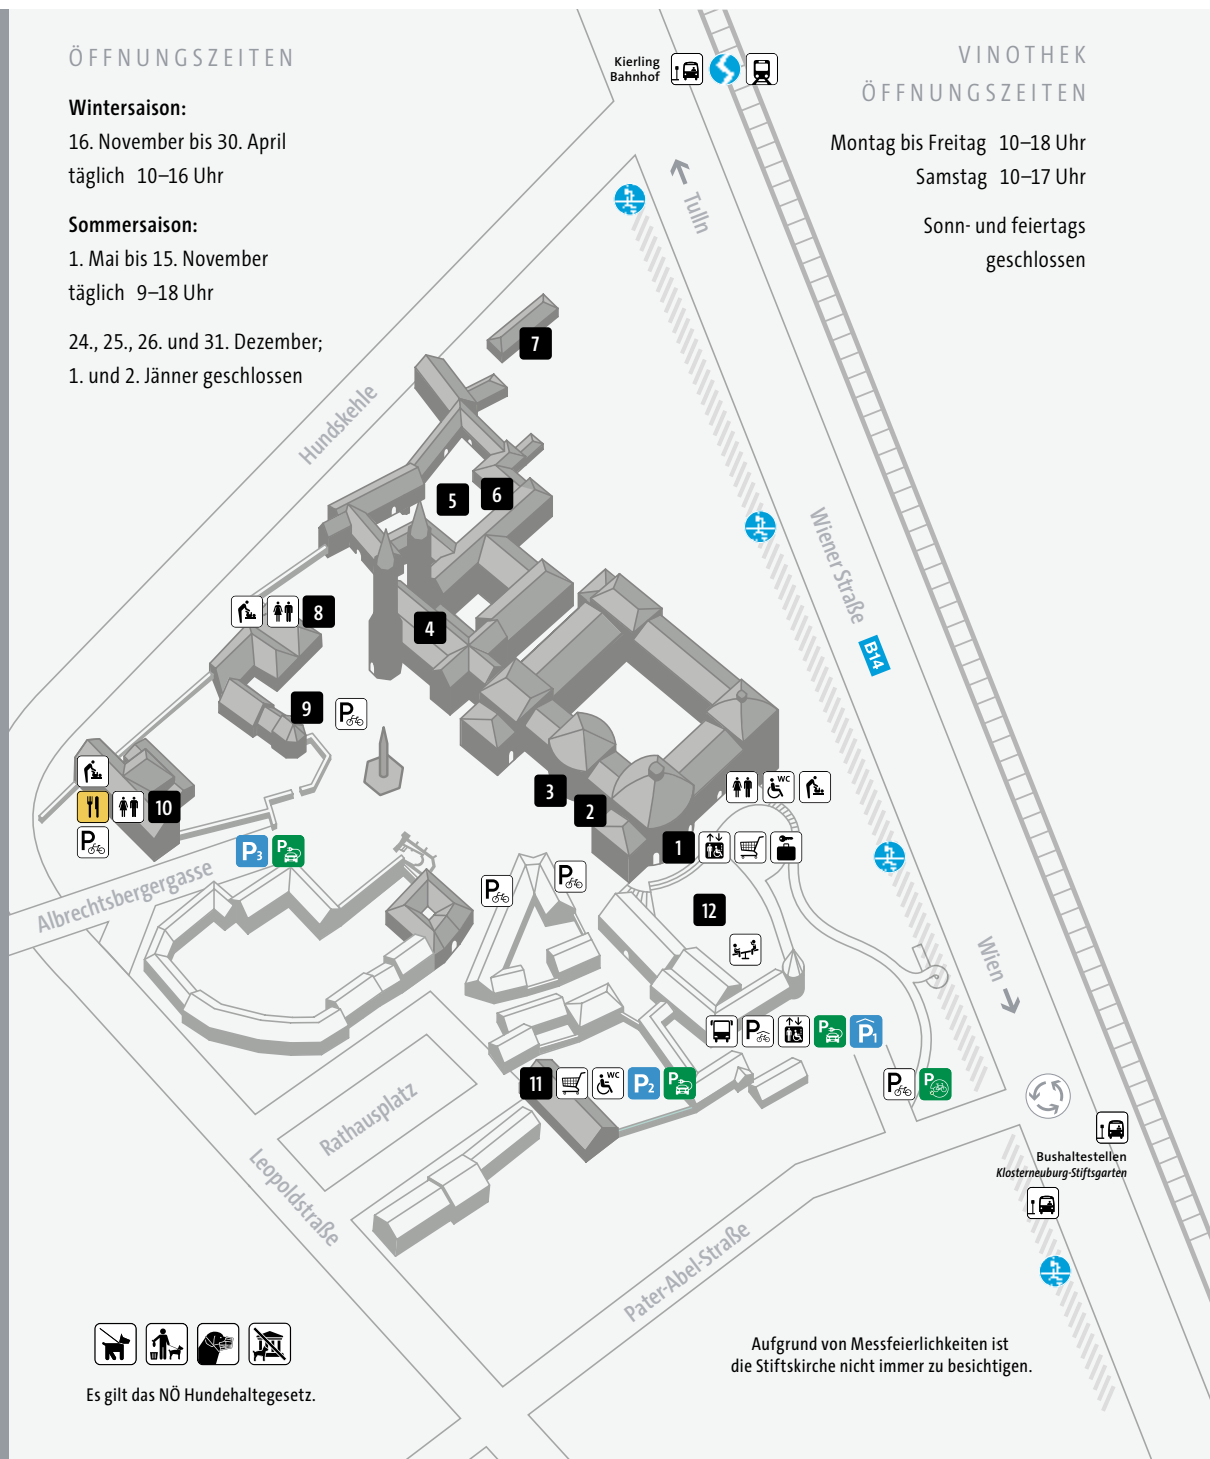 ÖFFNUNGSZEITEN
Wintersaison:
16. November bis 30. April
täglich 10–16 Uhr
Sommersaison:
1. Mai bis 15. November
täglich 9–18 Uhr
24., 25., 26. und 31. Dezember;
1. und 2. Jänner geschlossen
Kierling
Bahnhof
VINOTHEK
ÖFFNUNGSZEITEN
Montag bis Freitag 10–18 Uhr
Samstag 10–17 Uhr
Sonn- und feiertags
geschlossen
Tulln
7
Hundskehle
5
6
Wiener Straße
B14
8
4
9
P
3
2
WC
10
P
1
P3
P
Albrechtsbergergasse
P
P
12
Wien
P
P
P1
11
WC
P2
P
P
P
Rathausplatz
Leopoldstraße
Bushaltestellen
Klosterneuburg-Stiftsgarten
Pater-Abel-Straße
Es gilt das NÖ Hundehaltegesetz.
Aufgrund von Messfeierlichkeiten ist
die Stiftskirche nicht immer zu besichtigen.